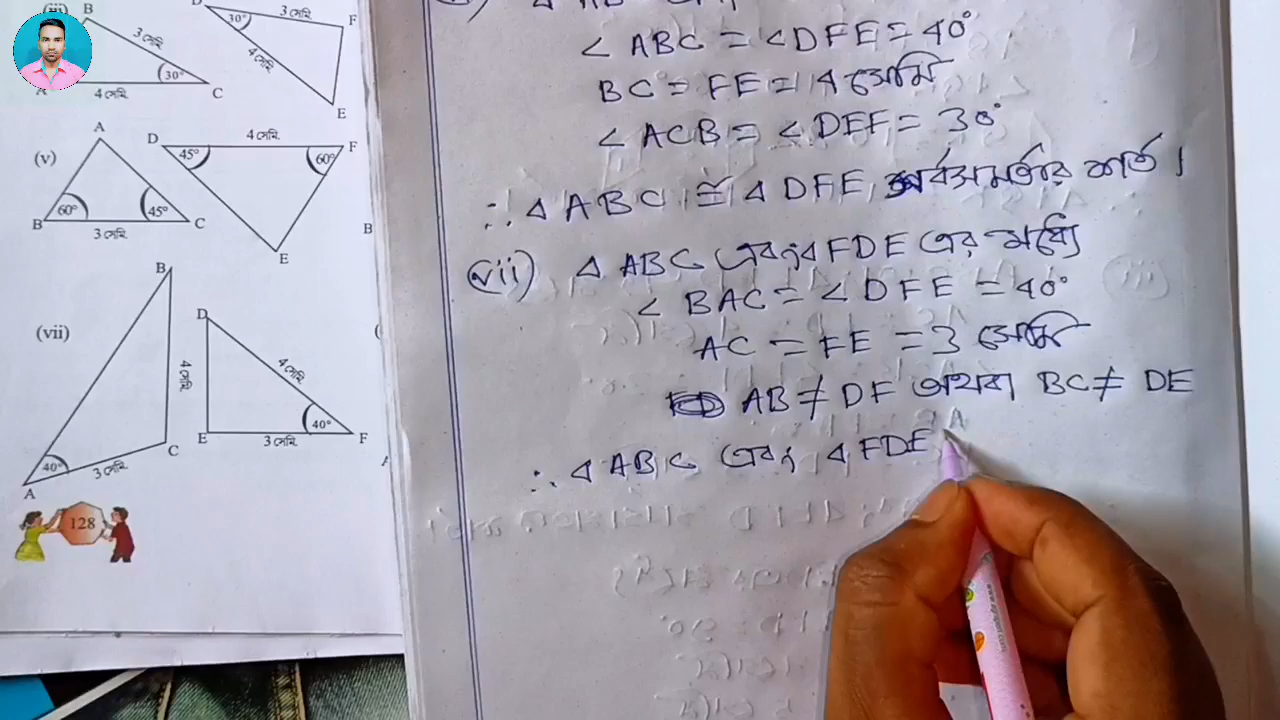 (iii)
B
3 সেমি.
30°
4 সেমি.
C
30°
3 সেমি.
F
4 সেমি.
E
(v)
A
60°
45°
B
C
3 সেমি.
D
4 সেমি.
F
45°
60°
E
B
(vii)
B
4 সেমি.
40°
3 সেমি.
C
A
D
4 সেমি.
40°
E
3 সেমি.
F
128
∠ ABC = ∠DFE = 40°
BC = FE = 4 সেমি
∠ ACB = ∠DEF = 30°
∴ Δ ABC ≅ Δ DFE, সর্বসমতার শর্ত।
(vii) Δ ABC এবং Δ FDE এর মধ্যে
∠ BAC = ∠ DFE = 40°
AC = FE = 3 সেমি
AB ≠ DF অথবা BC ≠ DE
∴ Δ ABC এবং Δ FDE